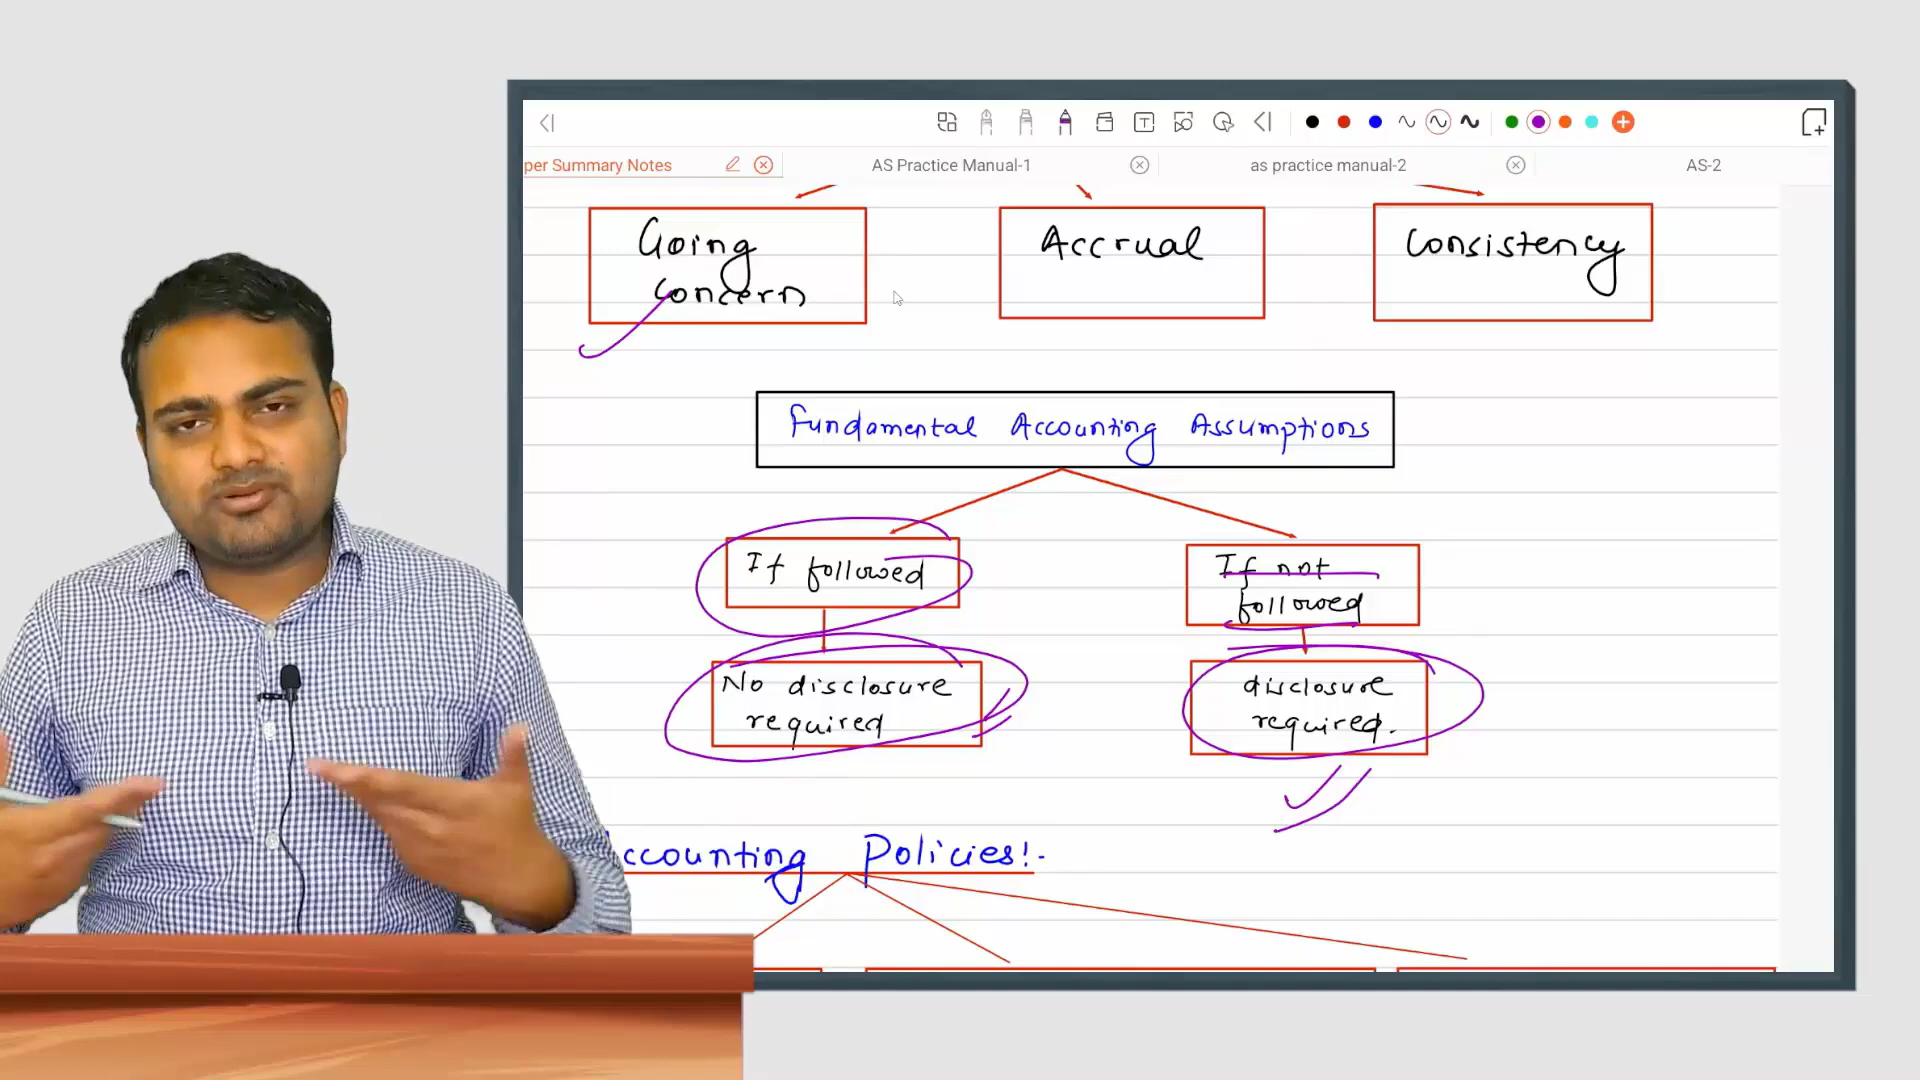 per Summary Notes AS Practice Manual-1 as practice manual-2 AS-2
Going
concern
Accrual
Consistency
Fundamental Accounting Assumptions
If followed
If not
followed
No disclosure
required
disclosure
required.
ccounting Policies:-